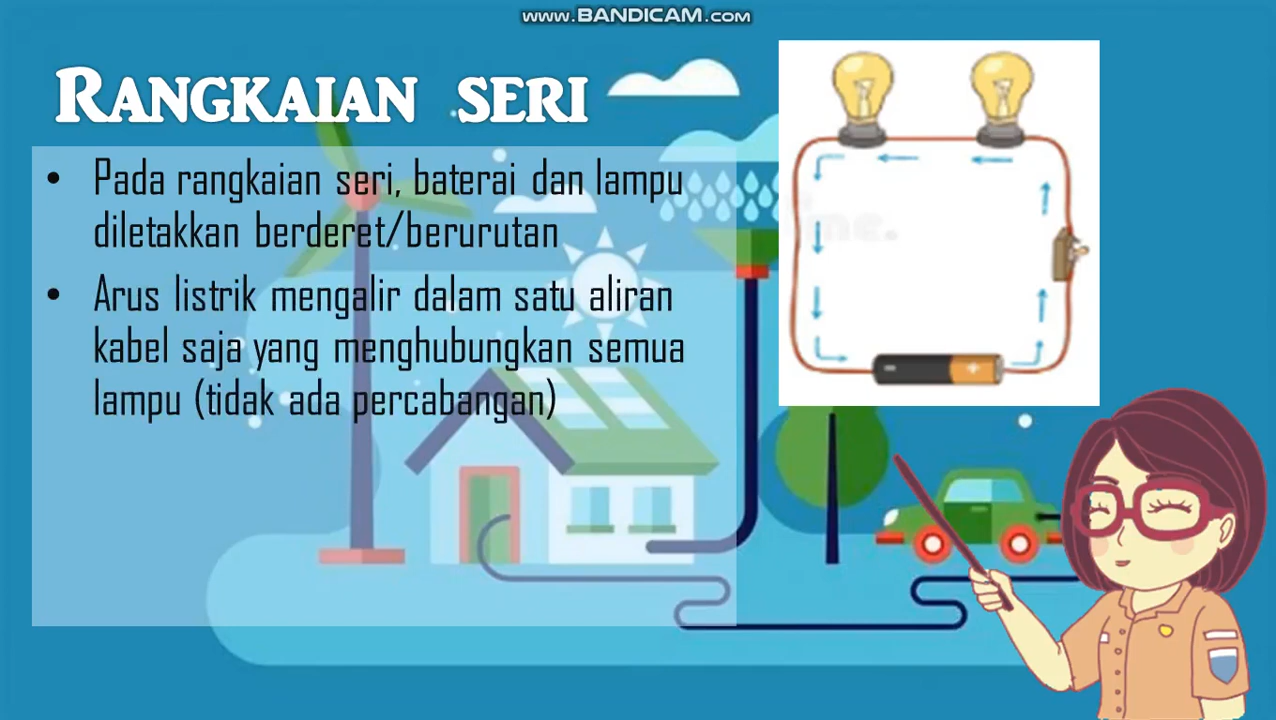 www.BANDICAM.com
RANGKAIAN SERI
• Pada rangkaian seri, baterai dan lampu
diletakkan berderet/berurutan
• Arus listrik mengalir dalam satu aliran
kabel saja yang menghubungkan semua
lampu (tidak ada percabangan)
- +